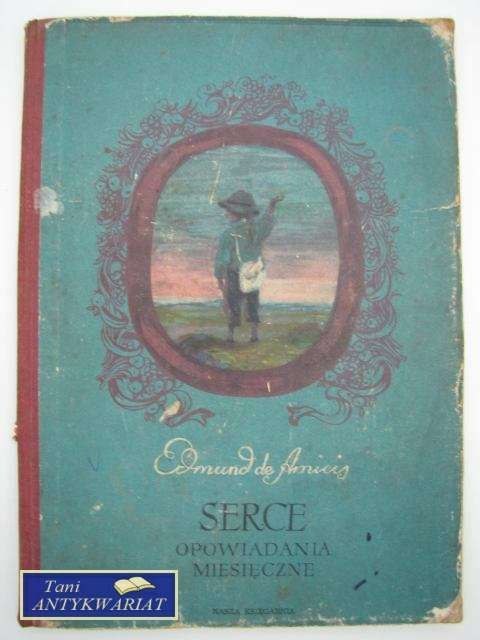 Edmund de Amicis
SERCE
OPOWIADANIA
MIESIĘCZNE
NASZA KSIĘGARNIA
Tani
ANTYKWARIAT